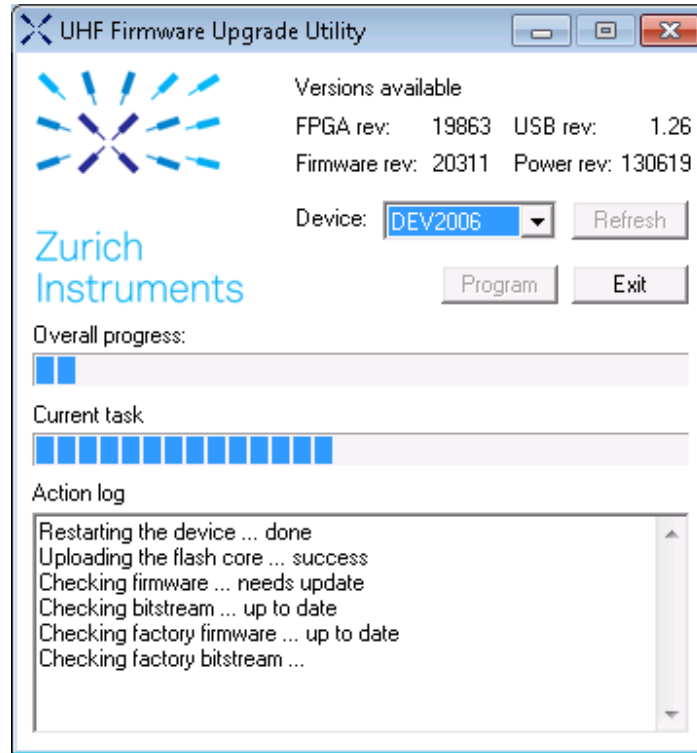 UHF Firmware Upgrade Utility
Versions available
FPGA rev: 19863 USB rev: 1.26
Firmware rev: 20311 Power rev: 130619
Device: DEV2006 Refresh
Zurich
Instruments
Program Exit
Overall progress:
Current task
Action log
Restarting the device ... done
Uploading the flash core ... success
Checking firmware ... needs update
Checking bitstream ... up to date
Checking factory firmware ... up to date
Checking factory bitstream ...